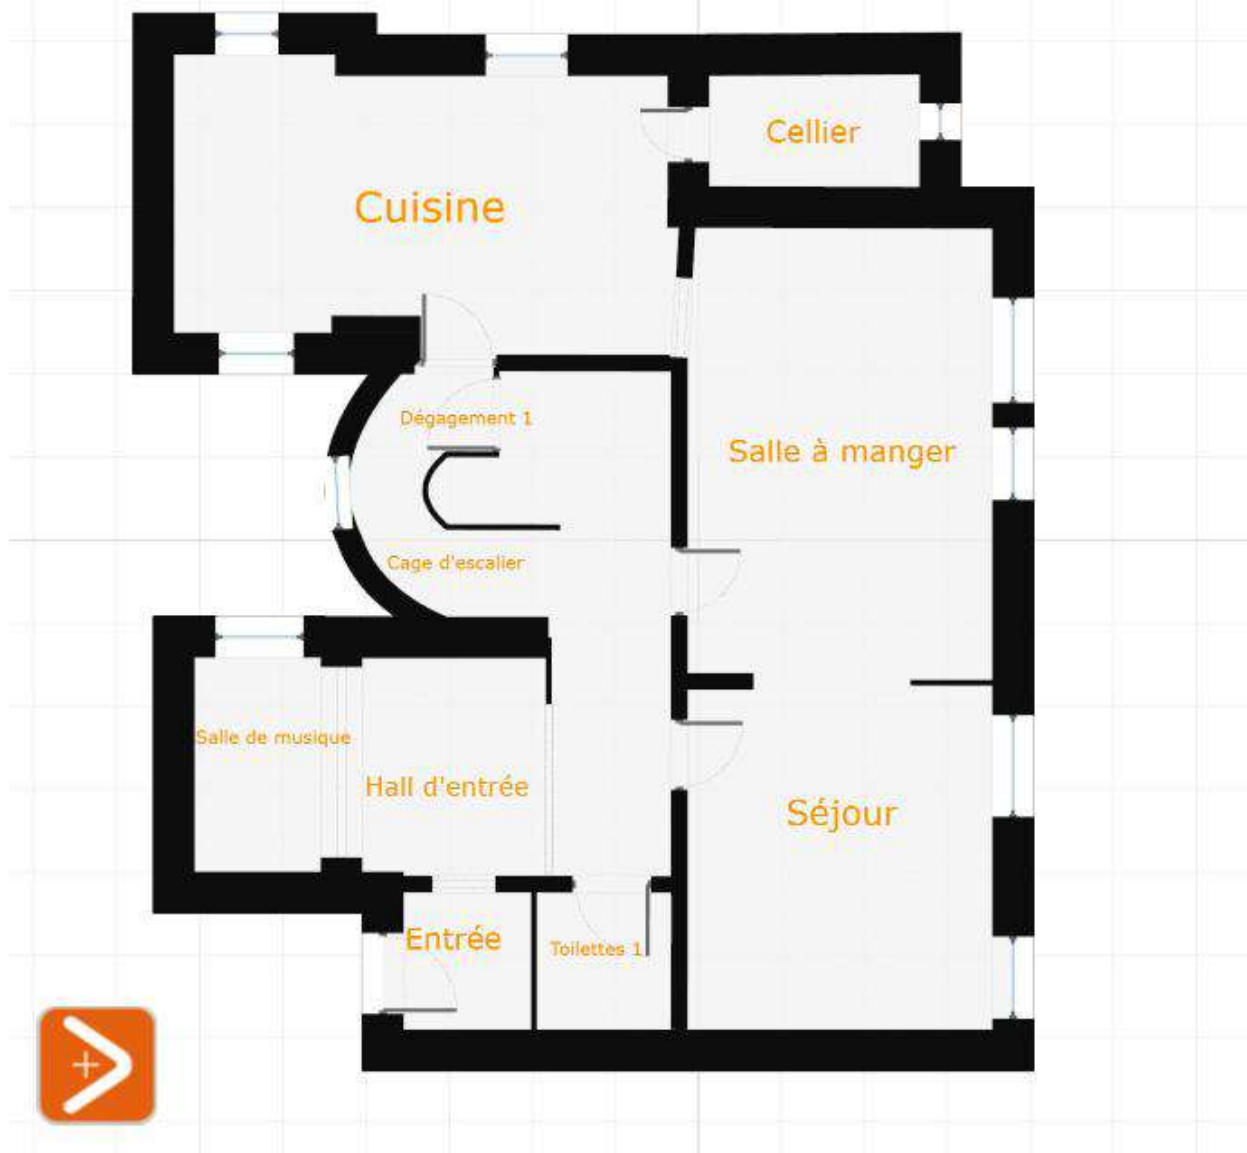 Cellier
Cuisine
Dégagement 1
Salle à manger
Cage d'escalier
Salle de musique
Hall d'entrée
Séjour
Entrée
Toilettes 1